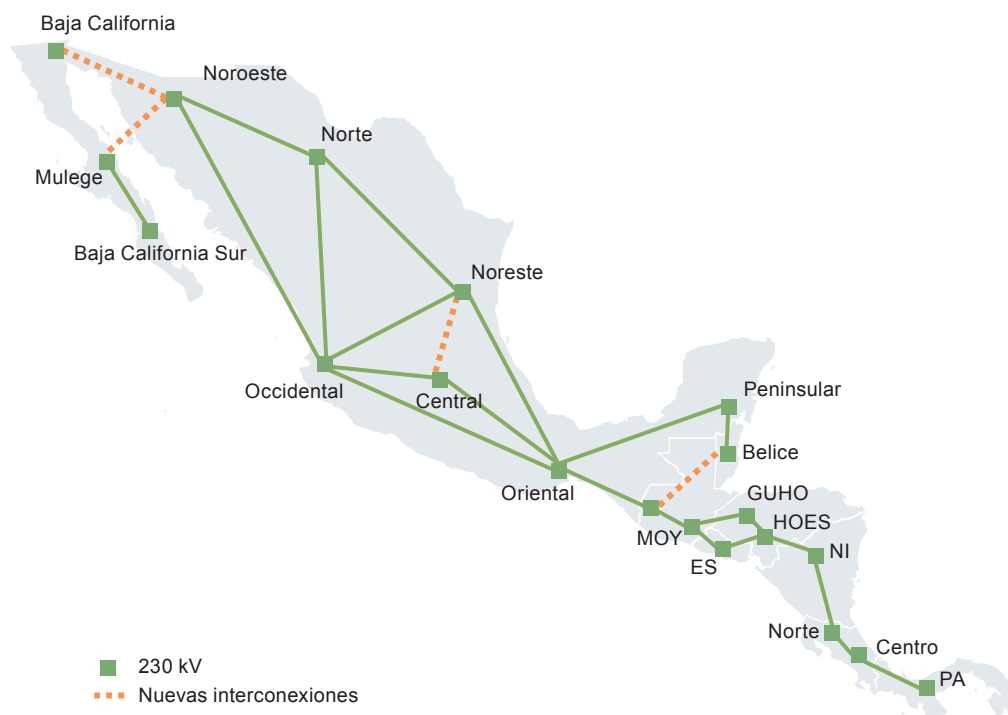 Baja California
Noroeste
Norte
Mulege
Baja California Sur
Noreste
Occidental
Central
Peninsular
Belice
Oriental
GUHO
MOY
HOES
ES
NI
Norte
Centro
PA
230 kV
Nuevas interconexiones